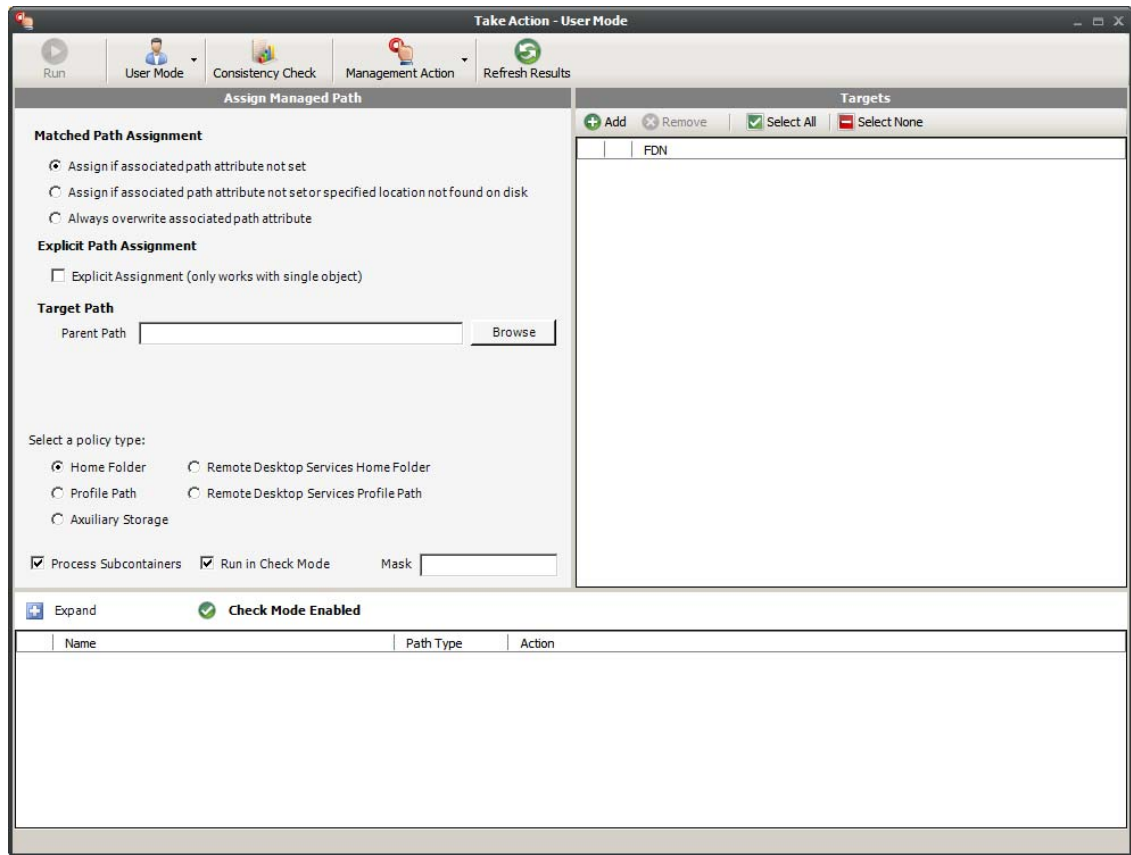 Take Action - User Mode
Run User Mode Consistency Check Management Action Refresh Results
Assign Managed Path
Matched Path Assignment
Assign if associated path attribute not set
Assign if associated path attribute not set or specified location not found on disk
Always overwrite associated path attribute
Explicit Path Assignment
Explicit Assignment (only works with single object)
Target Path
Parent Path Browse
Select a policy type:
Home Folder Remote Desktop Services Home Folder
Profile Path Remote Desktop Services Profile Path
Axuiliary Storage
Process Subcontainers Run in Check Mode Mask
Targets
Add Remove Select All Select None
FDN
Expand Check Mode Enabled
Name Path Type Action